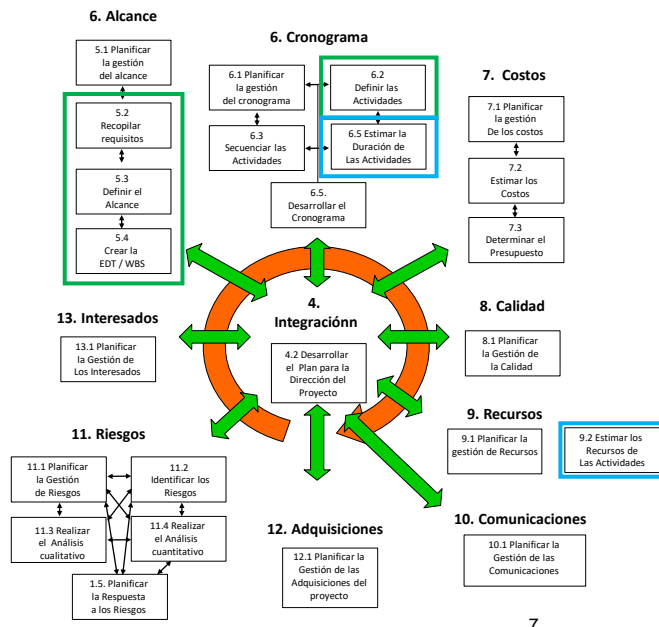 6. Alcance
5.1 Planificar
la gestión
del alcance
5.2
Recopilar
requisitos
5.3
Definir el
Alcance
5.4
Crear la
EDT / WBS
6. Cronograma
6.1 Planificar
la gestión
del cronograma
6.2
Definir las
Actividades
6.3
Secuenciar las
Actividades
6.5 Estimar la
Duración de
Las Actividades
6.5.
Desarrollar el
Cronograma
7. Costos
7.1 Planificar
la gestión
De los costos
7.2
Estimar los
Costos
7.3
Determinar el
Presupuesto
4.
Integraciónn
4.2 Desarrollar
el Plan para la
Dirección del
Proyecto
13. Interesados
13.1 Planificar
la Gestión de
Los Interesados
8. Calidad
8.1 Planificar
la Gestión de
la Calidad
9. Recursos
9.1 Planificar la
gestión de Recursos
9.2 Estimar los
Recursos de
Las Actividades
11. Riesgos
11.1 Planificar
la Gestión
de Riesgos
11.2
Identificar los
Riesgos
11.3 Realizar
el Análisis
cualitativo
11.4 Realizar
el Análisis
cuantitativo
1.5. Planificar
la Respuesta
a los Riesgos
12. Adquisiciones
12.1 Planificar la
Gestión de las
Adquisiciones del
proyecto
10. Comunicaciones
10.1 Planificar la
Gestión de las
Comunicaciones
7